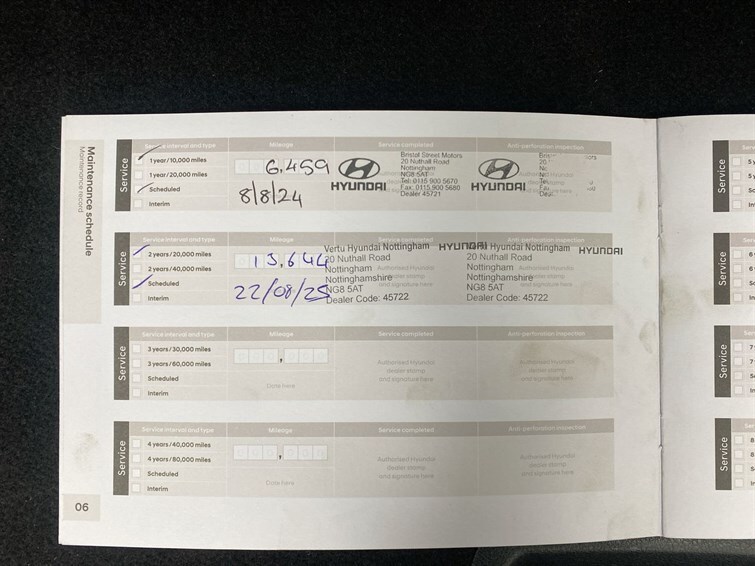 Maintenance schedule
Maintenance record
Service
Service interval and type Mileage Service completed Anti-perforation inspection
1 year/10,000 miles
1 year/20,000 miles
Scheduled
Interim
6,459
8/8/24
HYUNDAI
Bristol Street Motors
20 Nuthall Road
Nottingham
NG8 5AT
Tel: 0115 900 5670
Fax: 0115 900 5680
Dealer 45721
HYUNDAI
Service
Service interval and type Mileage
2 years/20,000 miles
2 years/40,000 miles
Scheduled
Interim
13,644
22/08/25
Vertu Hyundai Nottingham HYUNDAI
20 Nuthall Road
Nottingham
Nottinghamshire
NG8 5AT
Dealer Code: 45722
Hyundai Nottingham HYUNDAI
20 Nuthall Road
Nottingham
Nottinghamshire
NG8 5AT
Dealer Code: 45722
Service
Service interval and type Mileage Service completed Anti-perforation inspection
3 years/30,000 miles
3 years/60,000 miles
Scheduled
Interim
Date here
Authorised Hyundai
dealer stamp
and signature here
Authorised Hyundai
dealer stamp
and signature here
Service
Service interval and type Mileage Service completed Anti-perforation inspection
4 years/40,000 miles
4 years/80,000 miles
Scheduled
Interim
Date here
Authorised Hyundai
dealer stamp
and signature here
Authorised Hyundai
dealer stamp
and signature here
06